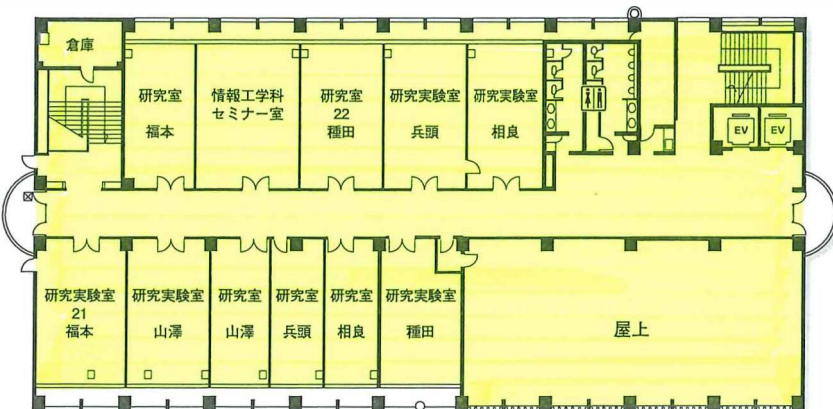 倉庫
研究室
福本
情報工学科
セミナー室
研究室
22
種田
研究実験室
兵頭
研究実験室
相良
EV
EV
研究実験室
21
福本
研究実験室
山澤
研究室
山澤
研究室
兵頭
研究室
相良
研究実験室
種田
屋上